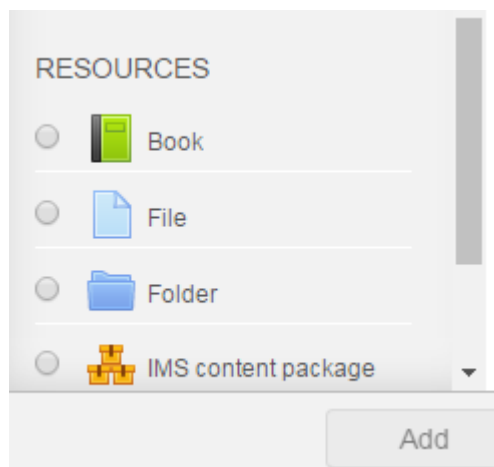 RESOURCES
Book
File
Folder
IMS content package
Add